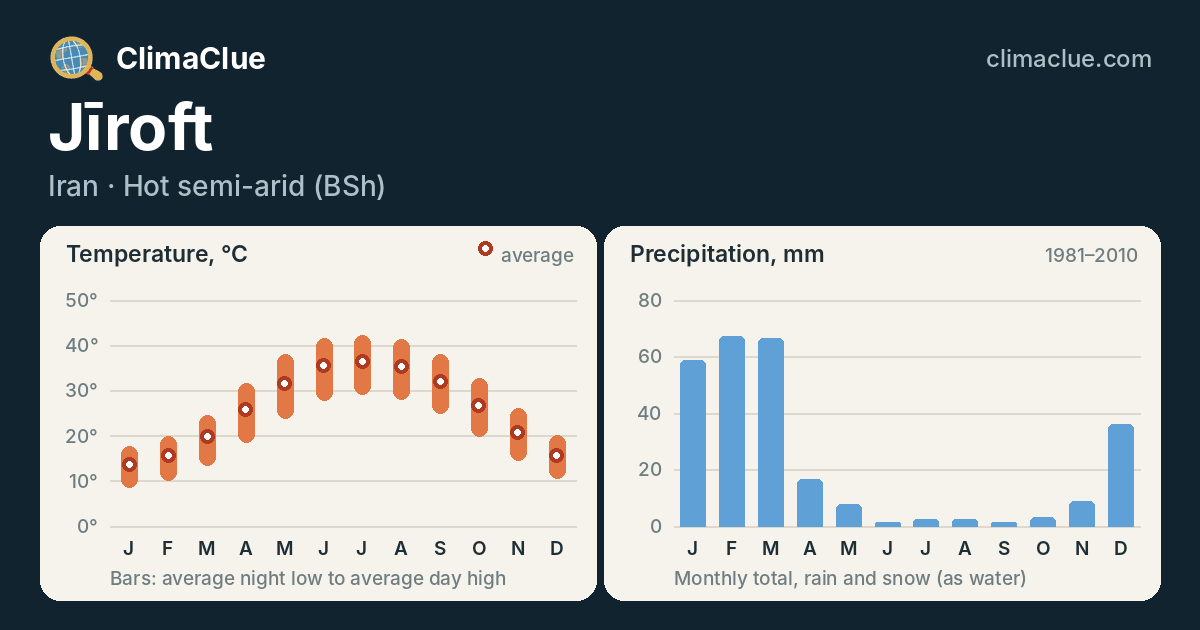 ClimaClue
climaclue.com
Jīroft
Iran · Hot semi-arid (BSh)
Temperature, °C
average
50°
40°
30°
20°
10°
0°
J F M A M J J A S O N D
Bars: average night low to average day high
Precipitation, mm
1981–2010
80
60
40
20
0
J F M A M J J A S O N D
Monthly total, rain and snow (as water)